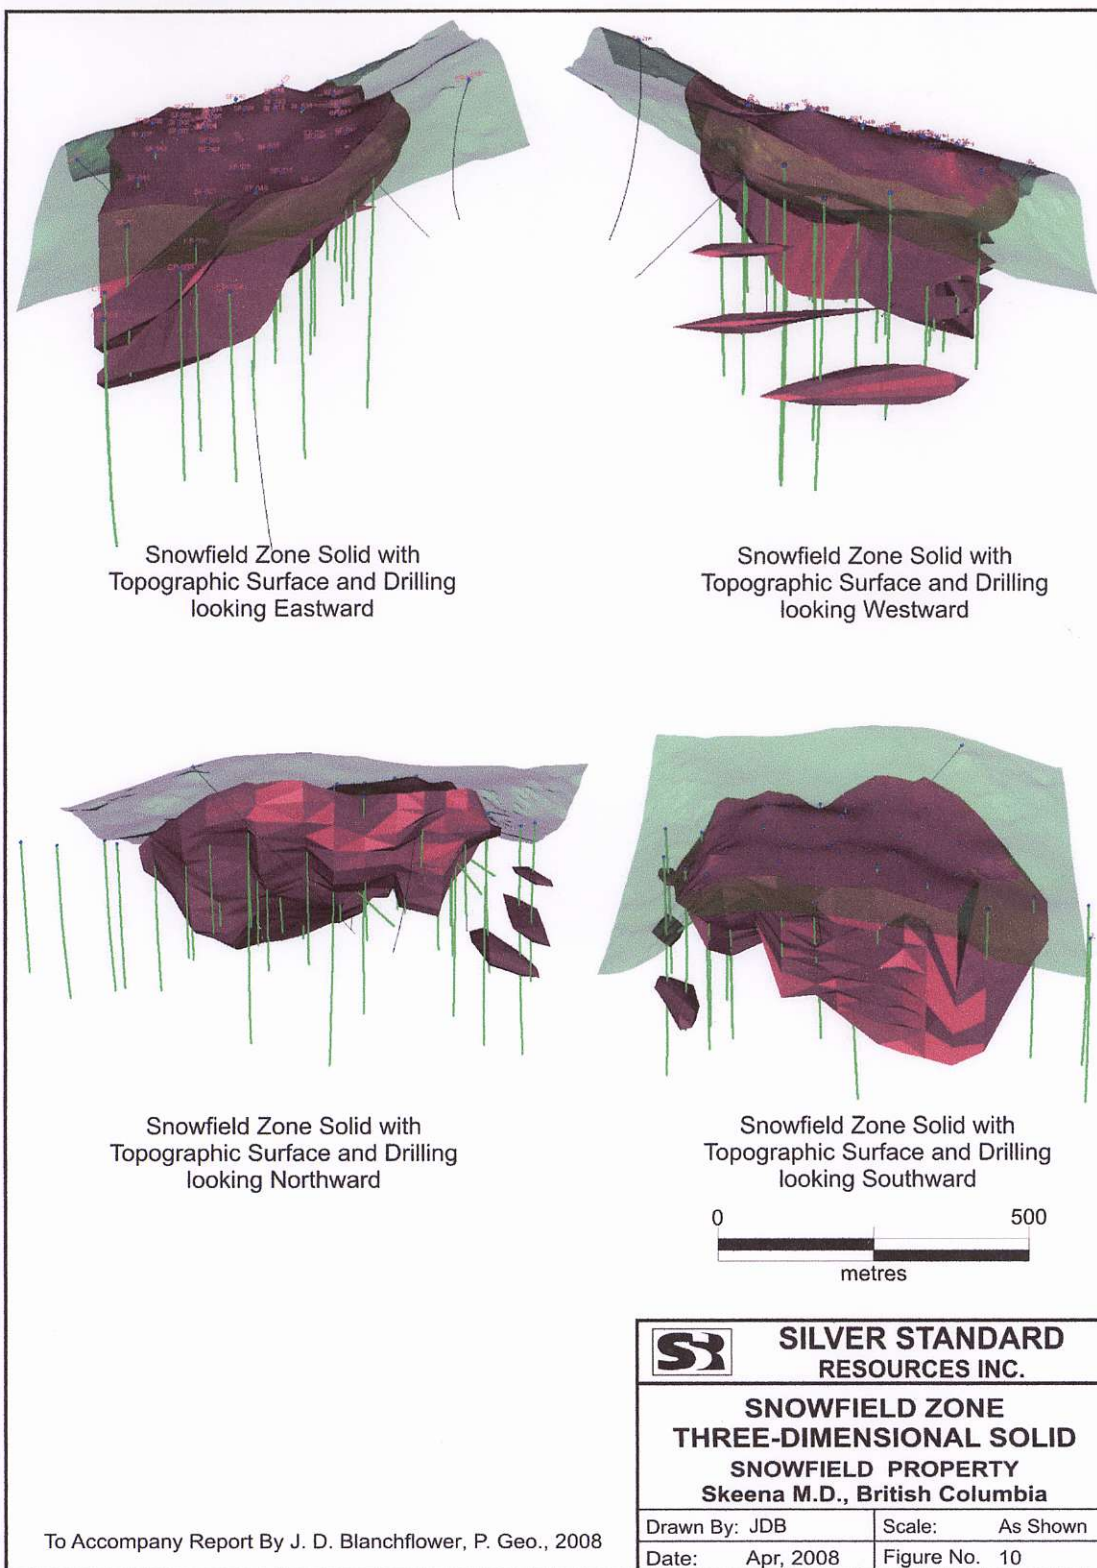 Snowfield Zone Solid with
Topographic Surface and Drilling
looking Eastward
Snowfield Zone Solid with
Topographic Surface and Drilling
looking Westward
Snowfield Zone Solid with
Topographic Surface and Drilling
looking Northward
Snowfield Zone Solid with
Topographic Surface and Drilling
looking Southward
0 500
metres
SILVER STANDARD
RESOURCES INC.
SNOWFIELD ZONE
THREE-DIMENSIONAL SOLID
SNOWFIELD PROPERTY
Skeena M.D., British Columbia
Drawn By: JDB Scale: As Shown
Date: Apr, 2008 Figure No. 10
To Accompany Report By J. D. Blanchflower, P. Geo., 2008